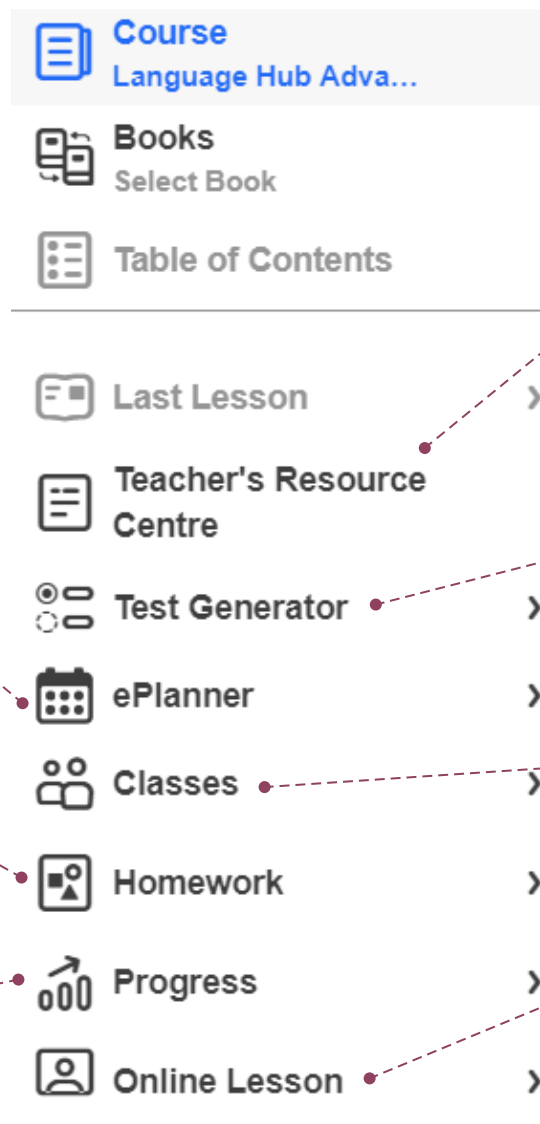 Course
Language Hub Adva...
Books
Select Book
Table of Contents
Last Lesson
Teacher's Resource
Centre
Test Generator
ePlanner
Classes
Homework
Progress
Online Lesson